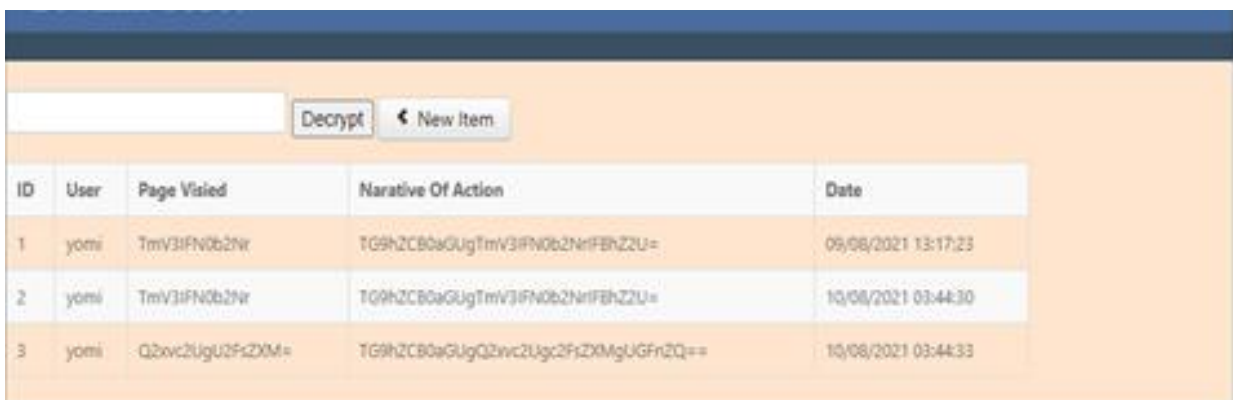 Decrypt New Item
ID User Page Visied Narative Of Action Date
1 yomi TmV3IFN0b2Nr TG9hZCB0aGUgTmV3IFN0b2NrIFBhZ2U= 09/08/2021 13:17:23
2 yomi TmV3IFN0b2Nr TG9hZCB0aGUgTmV3IFN0b2NrIFBhZ2U= 10/08/2021 03:44:30
3 yomi Q2xvc2UgU2FsZXM= TG9hZCB0aGUgQ2xvc2Ugc2FsZXMgUGFnZQ== 10/08/2021 03:44:33